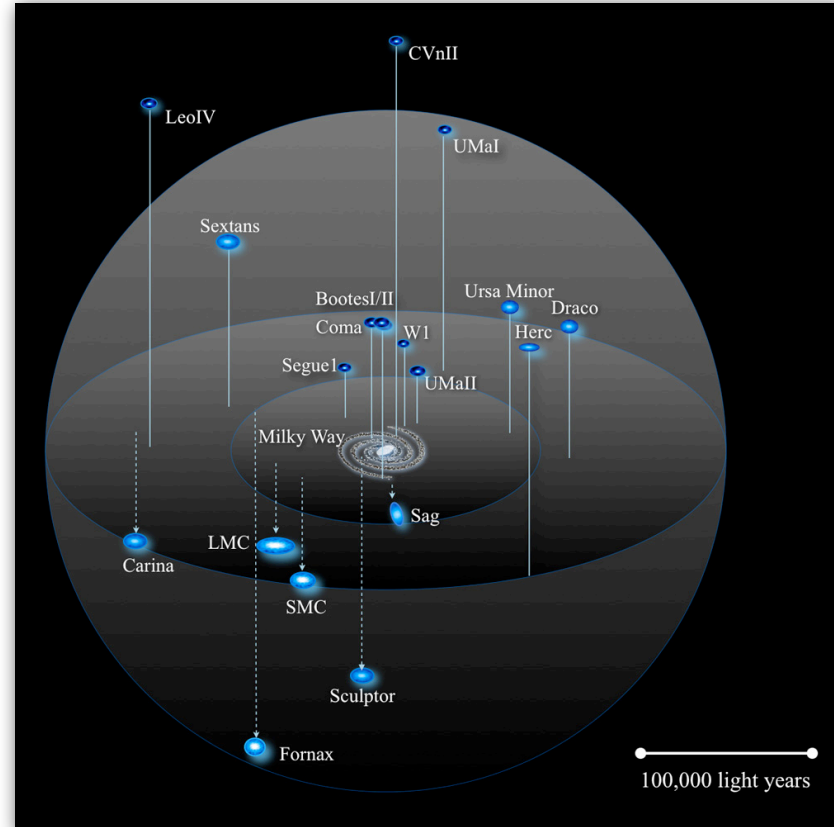 CVnII
LeoIV
UMaI
Sextans
Ursa Minor
BootesI/II
Draco
Coma
W1
Herc
Segue1
UMaII
Milky Way
Sag
LMC
Carina
SMC
Sculptor
Fornax
100,000 light years